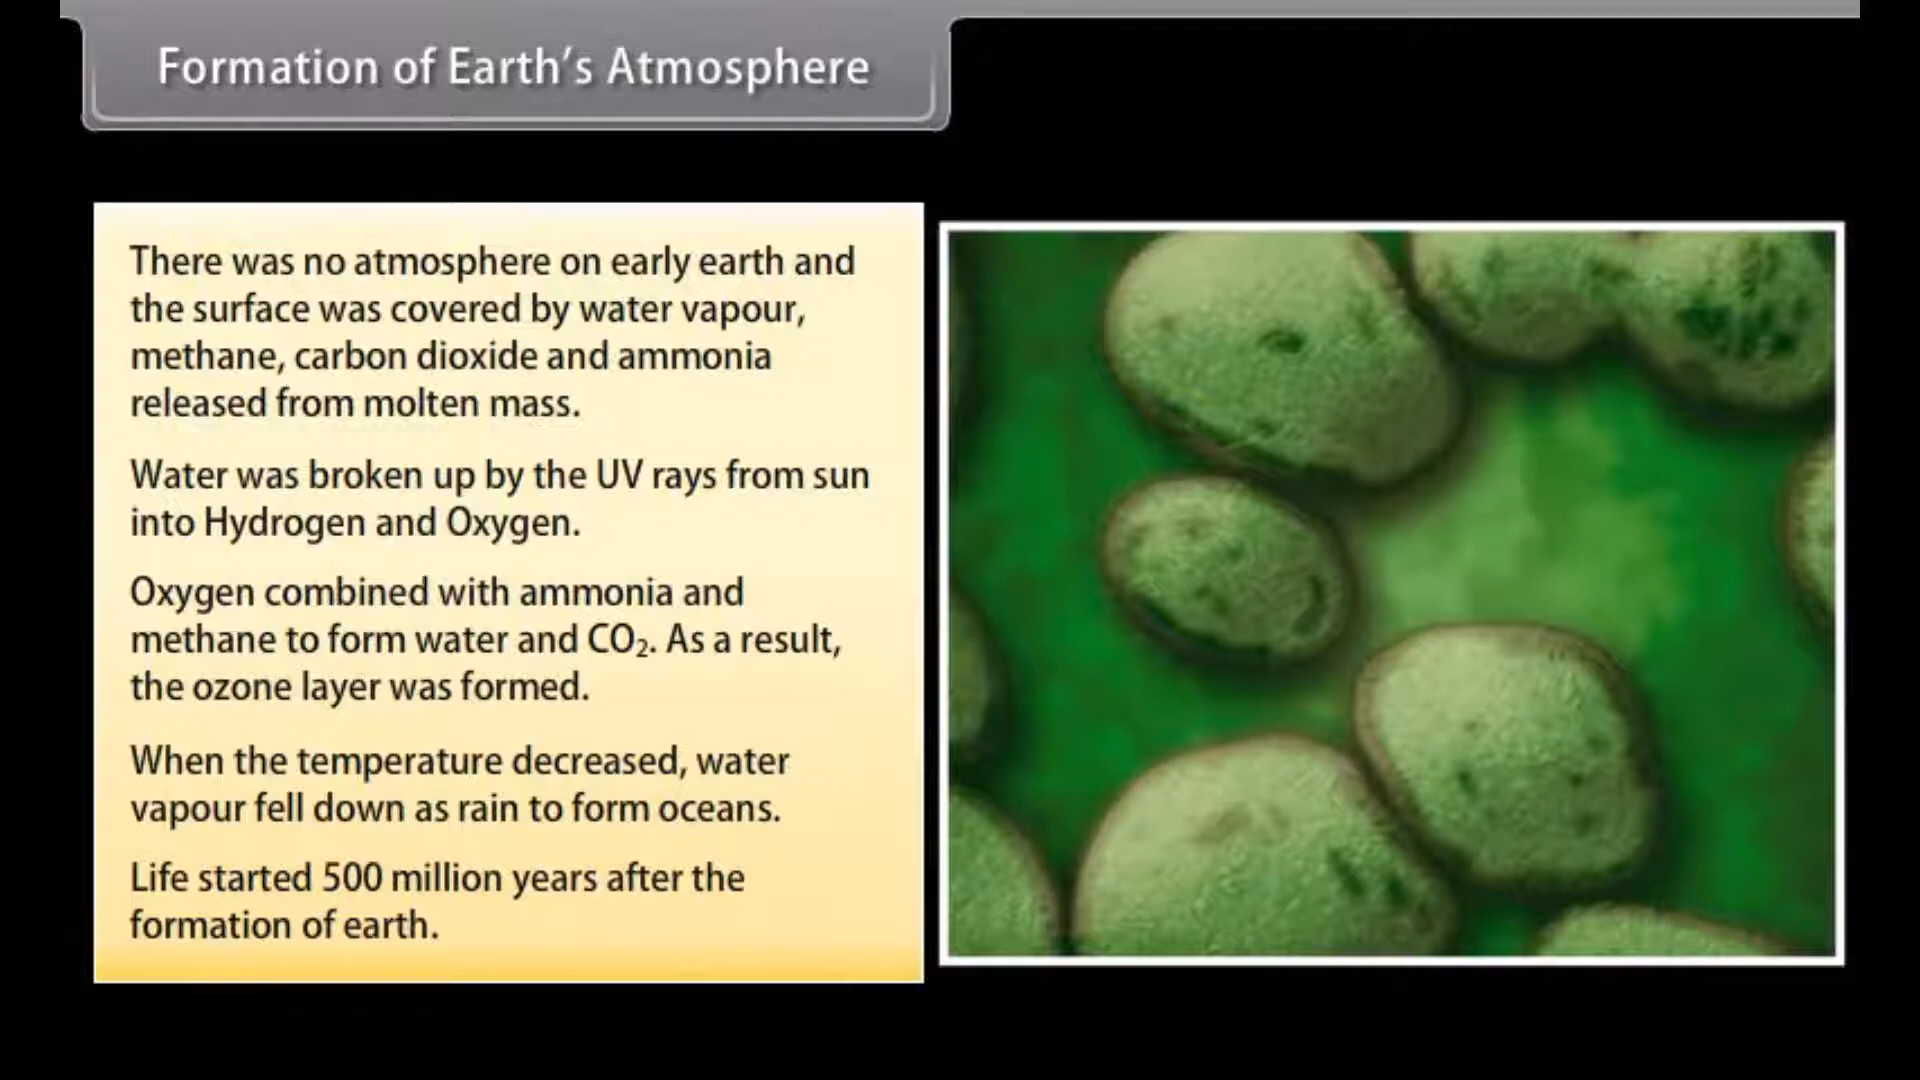 Formation of Earth’s Atmosphere
There was no atmosphere on early earth and
the surface was covered by water vapour,
methane, carbon dioxide and ammonia
released from molten mass.
Water was broken up by the UV rays from sun
into Hydrogen and Oxygen.
Oxygen combined with ammonia and
methane to form water and CO₂. As a result,
the ozone layer was formed.
When the temperature decreased, water
vapour fell down as rain to form oceans.
Life started 500 million years after the
formation of earth.